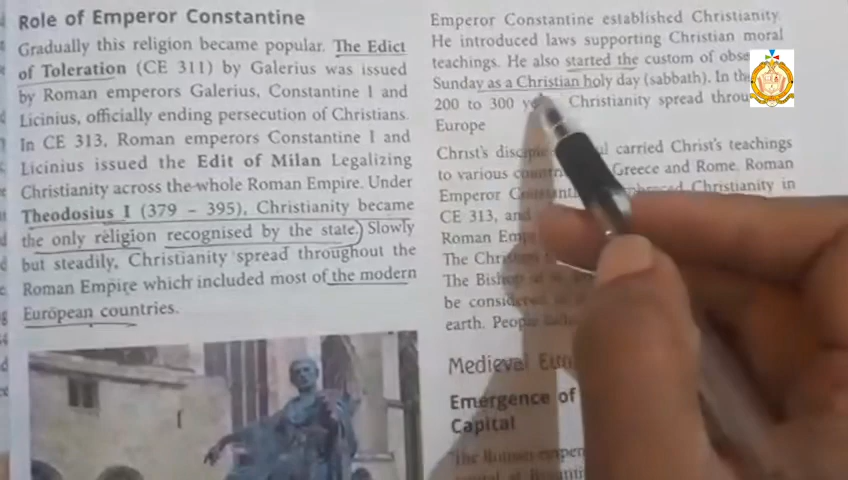 Role of Emperor Constantine
Gradually this religion became popular. The Edict
of Toleration (CE 311) by Galerius was issued
by Roman emperors Galerius, Constantine I and
Licinius, officially ending persecution of Christians.
In CE 313, Roman emperors Constantine I and
Licinius issued the Edit of Milan Legalizing
Christianity across the whole Roman Empire. Under
Theodosius I (379 – 395), Christianity became
the only religion recognised by the state. Slowly
but steadily, Christianity spread throughout the
Roman Empire which included most of the modern
European countries.
Emperor Constantine established Christianity.
He introduced laws supporting Christian moral
teachings. He also started the custom of
Sunday as a Christian holy day (sabbath). In
200 to 300 Christianity spread
Europe
Christ's carried Christ's teachings
to various Greece and Rome. Roman
Emperor Christianity in
CE 313, and
Roman
The
The Bishop
be
earth.
Medieval
Emergence of
Capital